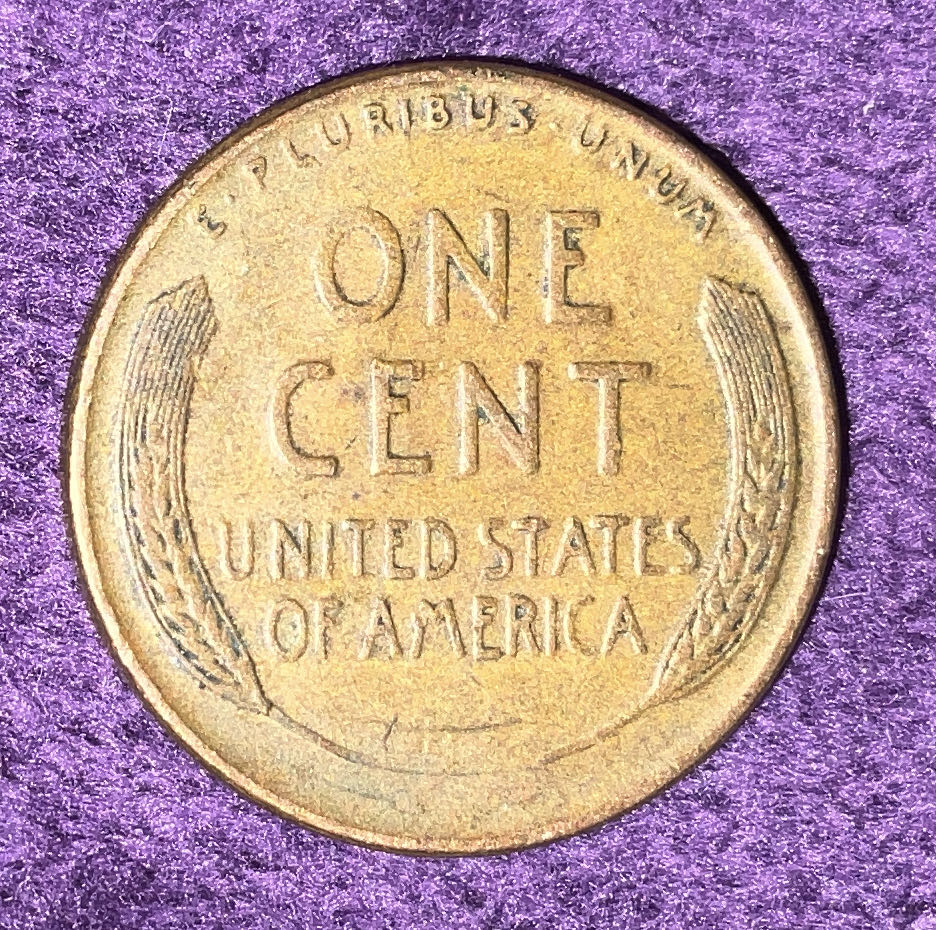 E · PLURIBUS · UNUM
ONE
CENT
UNITED STATES
OF AMERICA